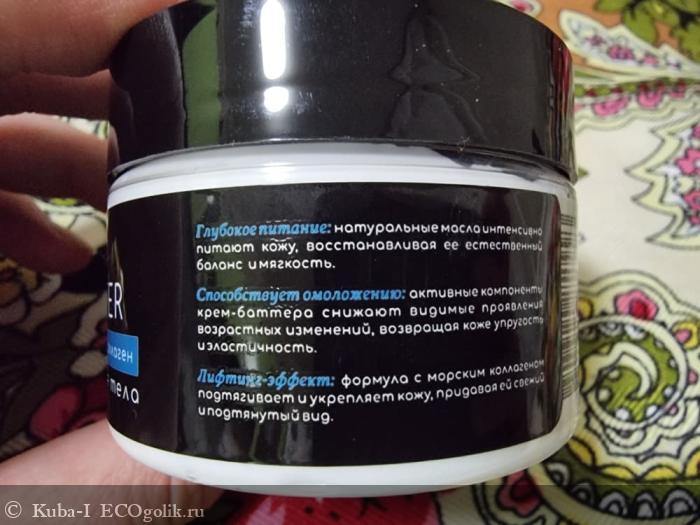 Глубокое питание: натуральные масла интенсивно
питают кожу, восстанавливая ее естественный
баланс и мягкость.
Способствует омоложению: активные компоненты
крем-баттера снижают видимые проявления
возрастных изменений, возвращая коже упругость
и эластичность.
Лифтинг-эффект: формула с морским коллагеном
подтягивает и укрепляет кожу, придавая ей свежий
и подтянутый вид.
ER
тела
© Kuba-I ECOgolik.ru